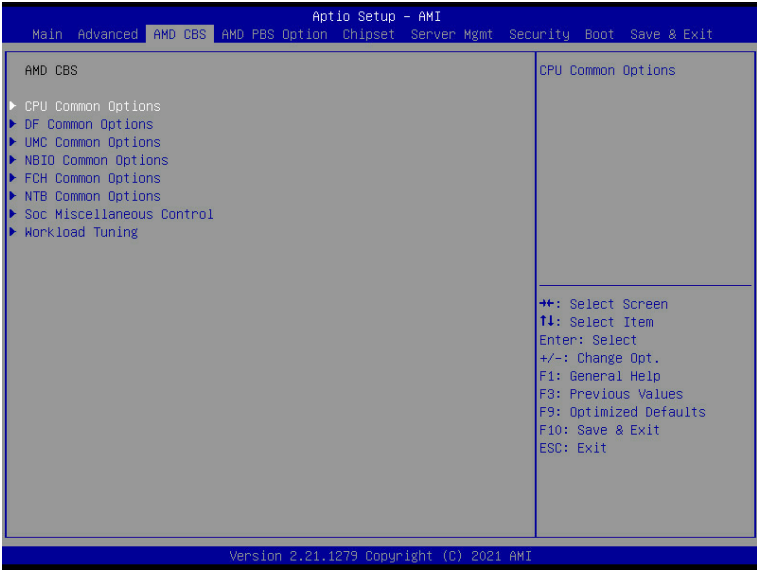 Aptio Setup - AMI
Main Advanced AMD CBS AMD PBS Option Chipset Server Mgmt Security Boot Save & Exit
AMD CBS
CPU Common Options
DF Common Options
UMC Common Options
NBIO Common Options
FCH Common Options
NTB Common Options
Soc Miscellaneous Control
Workload Tuning
CPU Common Options
→←: Select Screen
↑↓: Select Item
Enter: Select
+/-: Change Opt.
F1: General Help
F3: Previous Values
F9: Optimized Defaults
F10: Save & Exit
ESC: Exit
Version 2.21.1279 Copyright (C) 2021 AMI